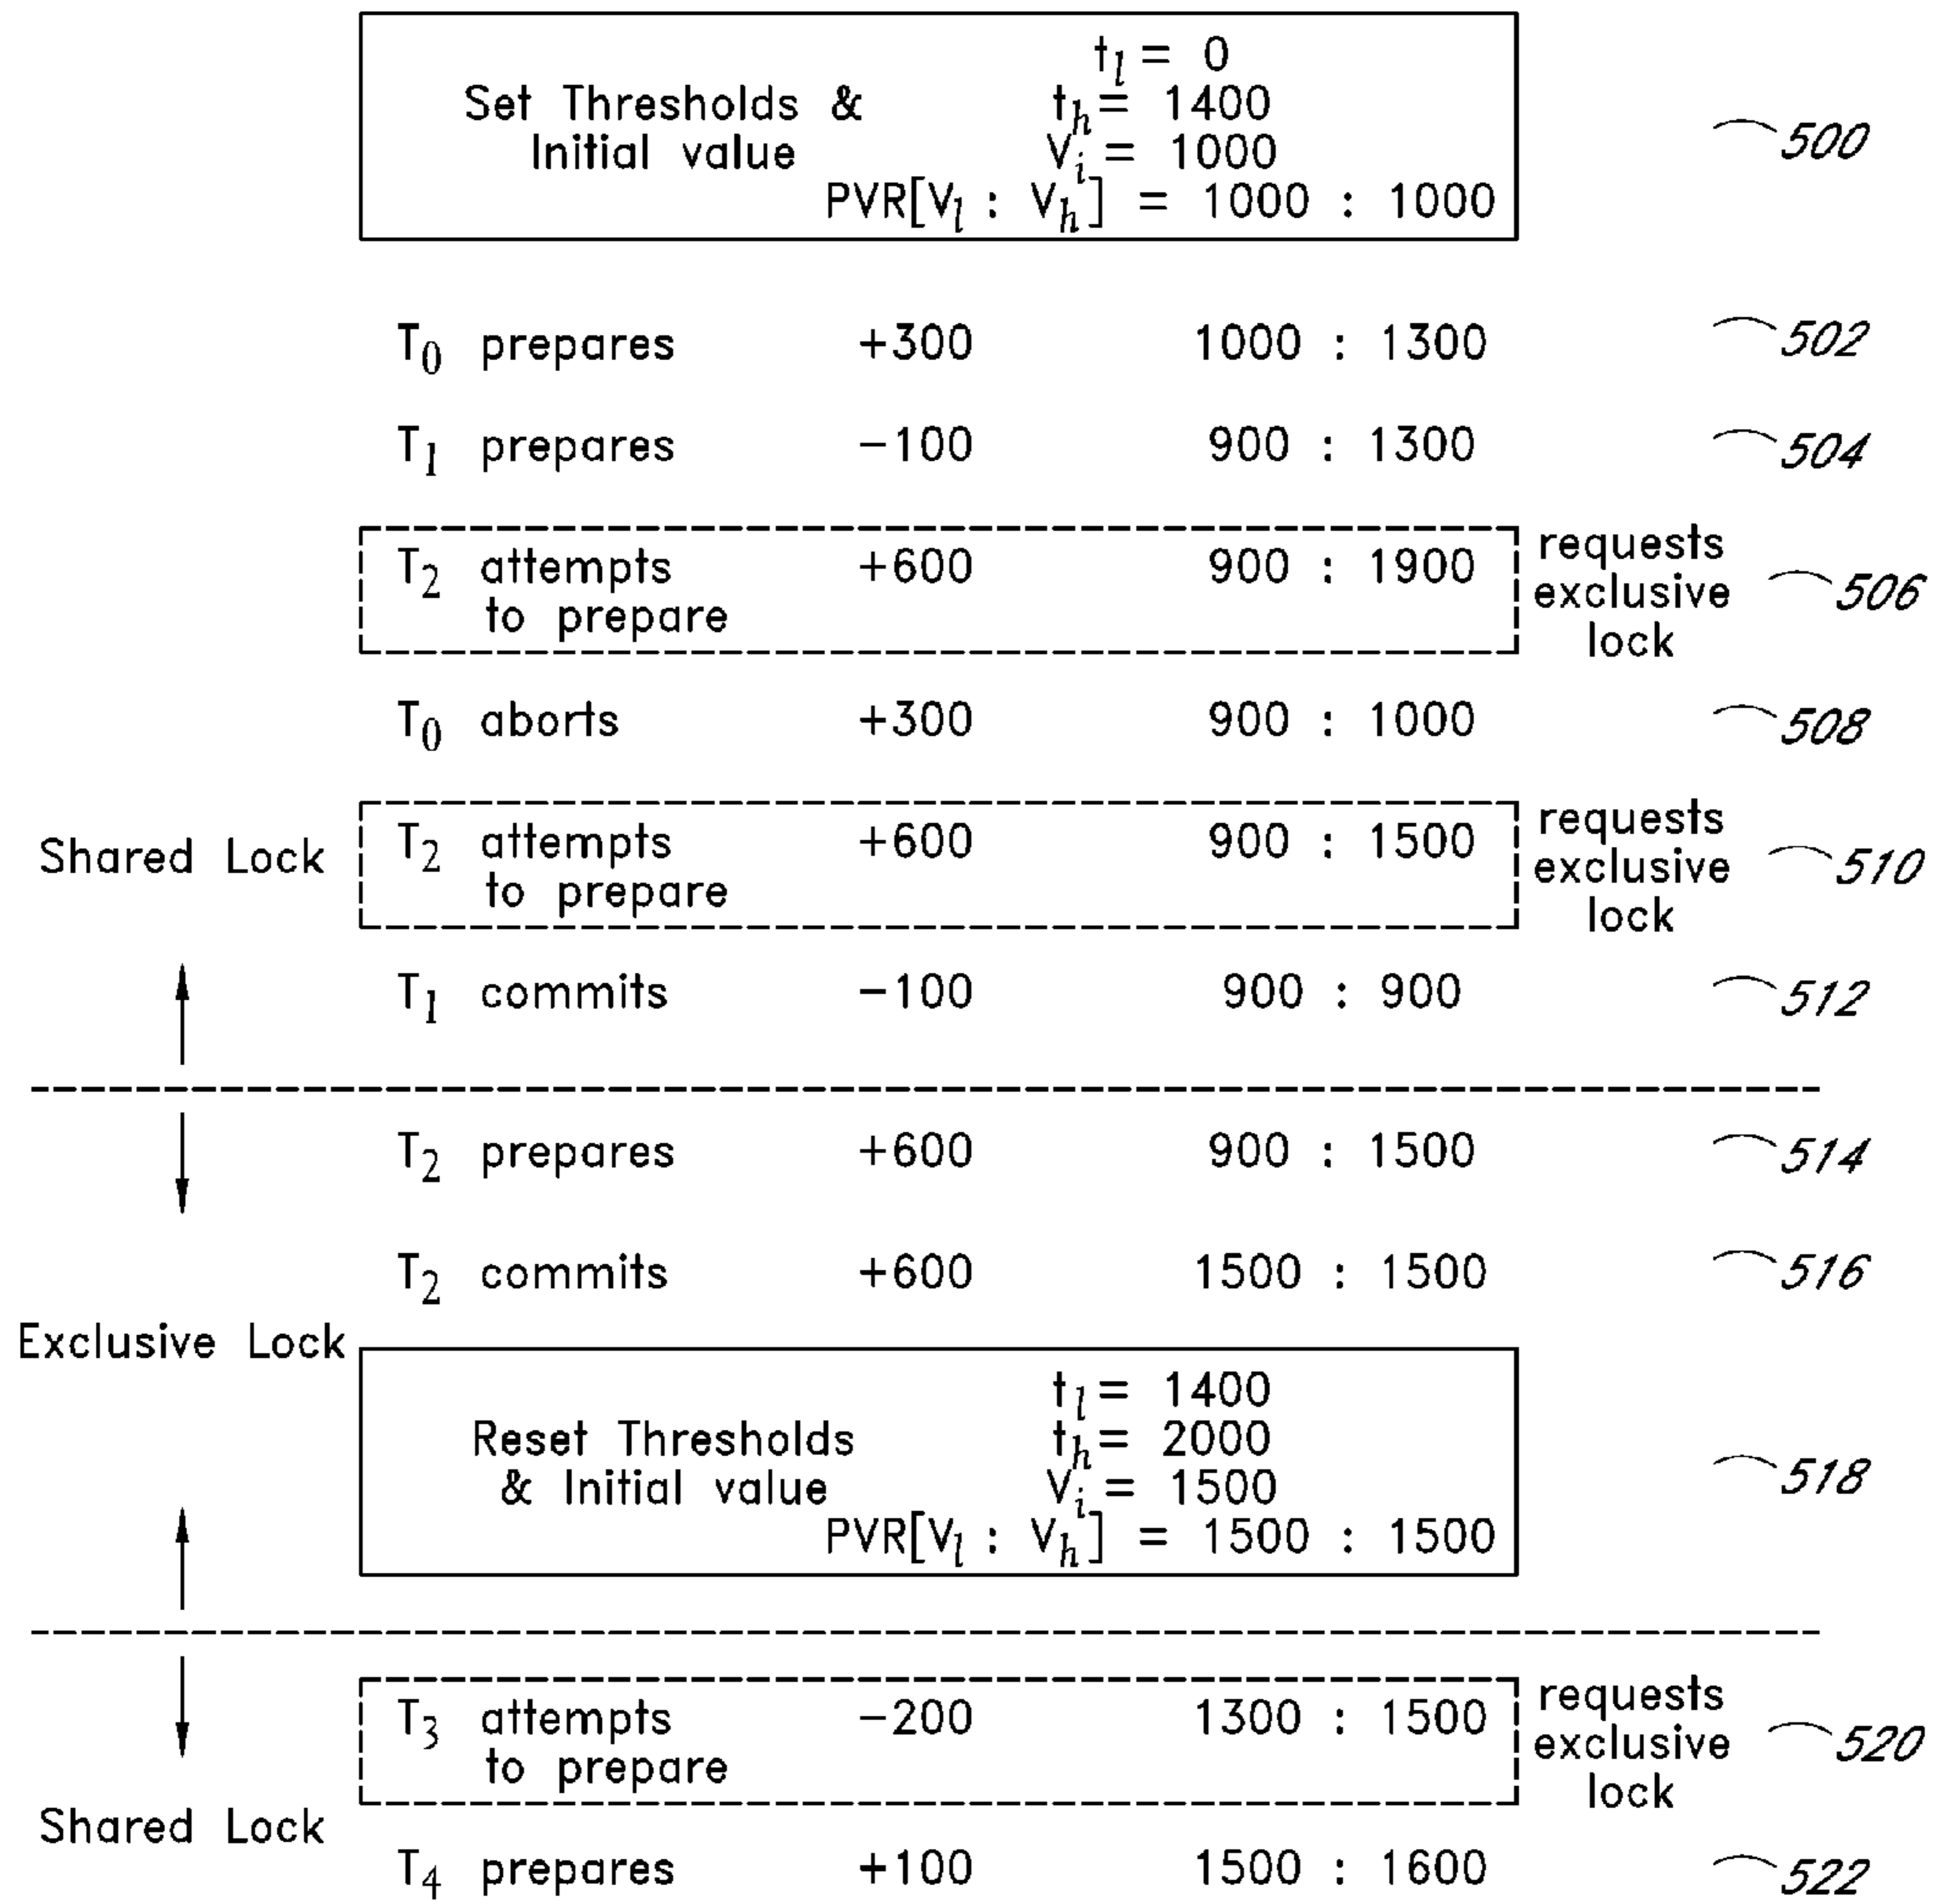 t_l = 0
Set Thresholds & t_h = 1400
Initial value V_i = 1000
PVR[V_l : V_h] = 1000 : 1000
500
T_0 prepares +300 1000 : 1300 502
T_1 prepares -100 900 : 1300 504
T_2 attempts to prepare +600 900 : 1900
requests
exclusive
lock
506
T_0 aborts +300 900 : 1000 508
Shared Lock
T_2 attempts to prepare +600 900 : 1500
requests
exclusive
lock
510
T_1 commits -100 900 : 900 512
T_2 prepares +600 900 : 1500 514
T_2 commits +600 1500 : 1500 516
Exclusive Lock
t_l = 1400
Reset Thresholds t_h = 2000
& Initial value V_i = 1500
PVR[V_l : V_h] = 1500 : 1500
518
T_3 attempts to prepare -200 1300 : 1500
requests
exclusive
lock
520
Shared Lock
T_4 prepares +100 1500 : 1600 522